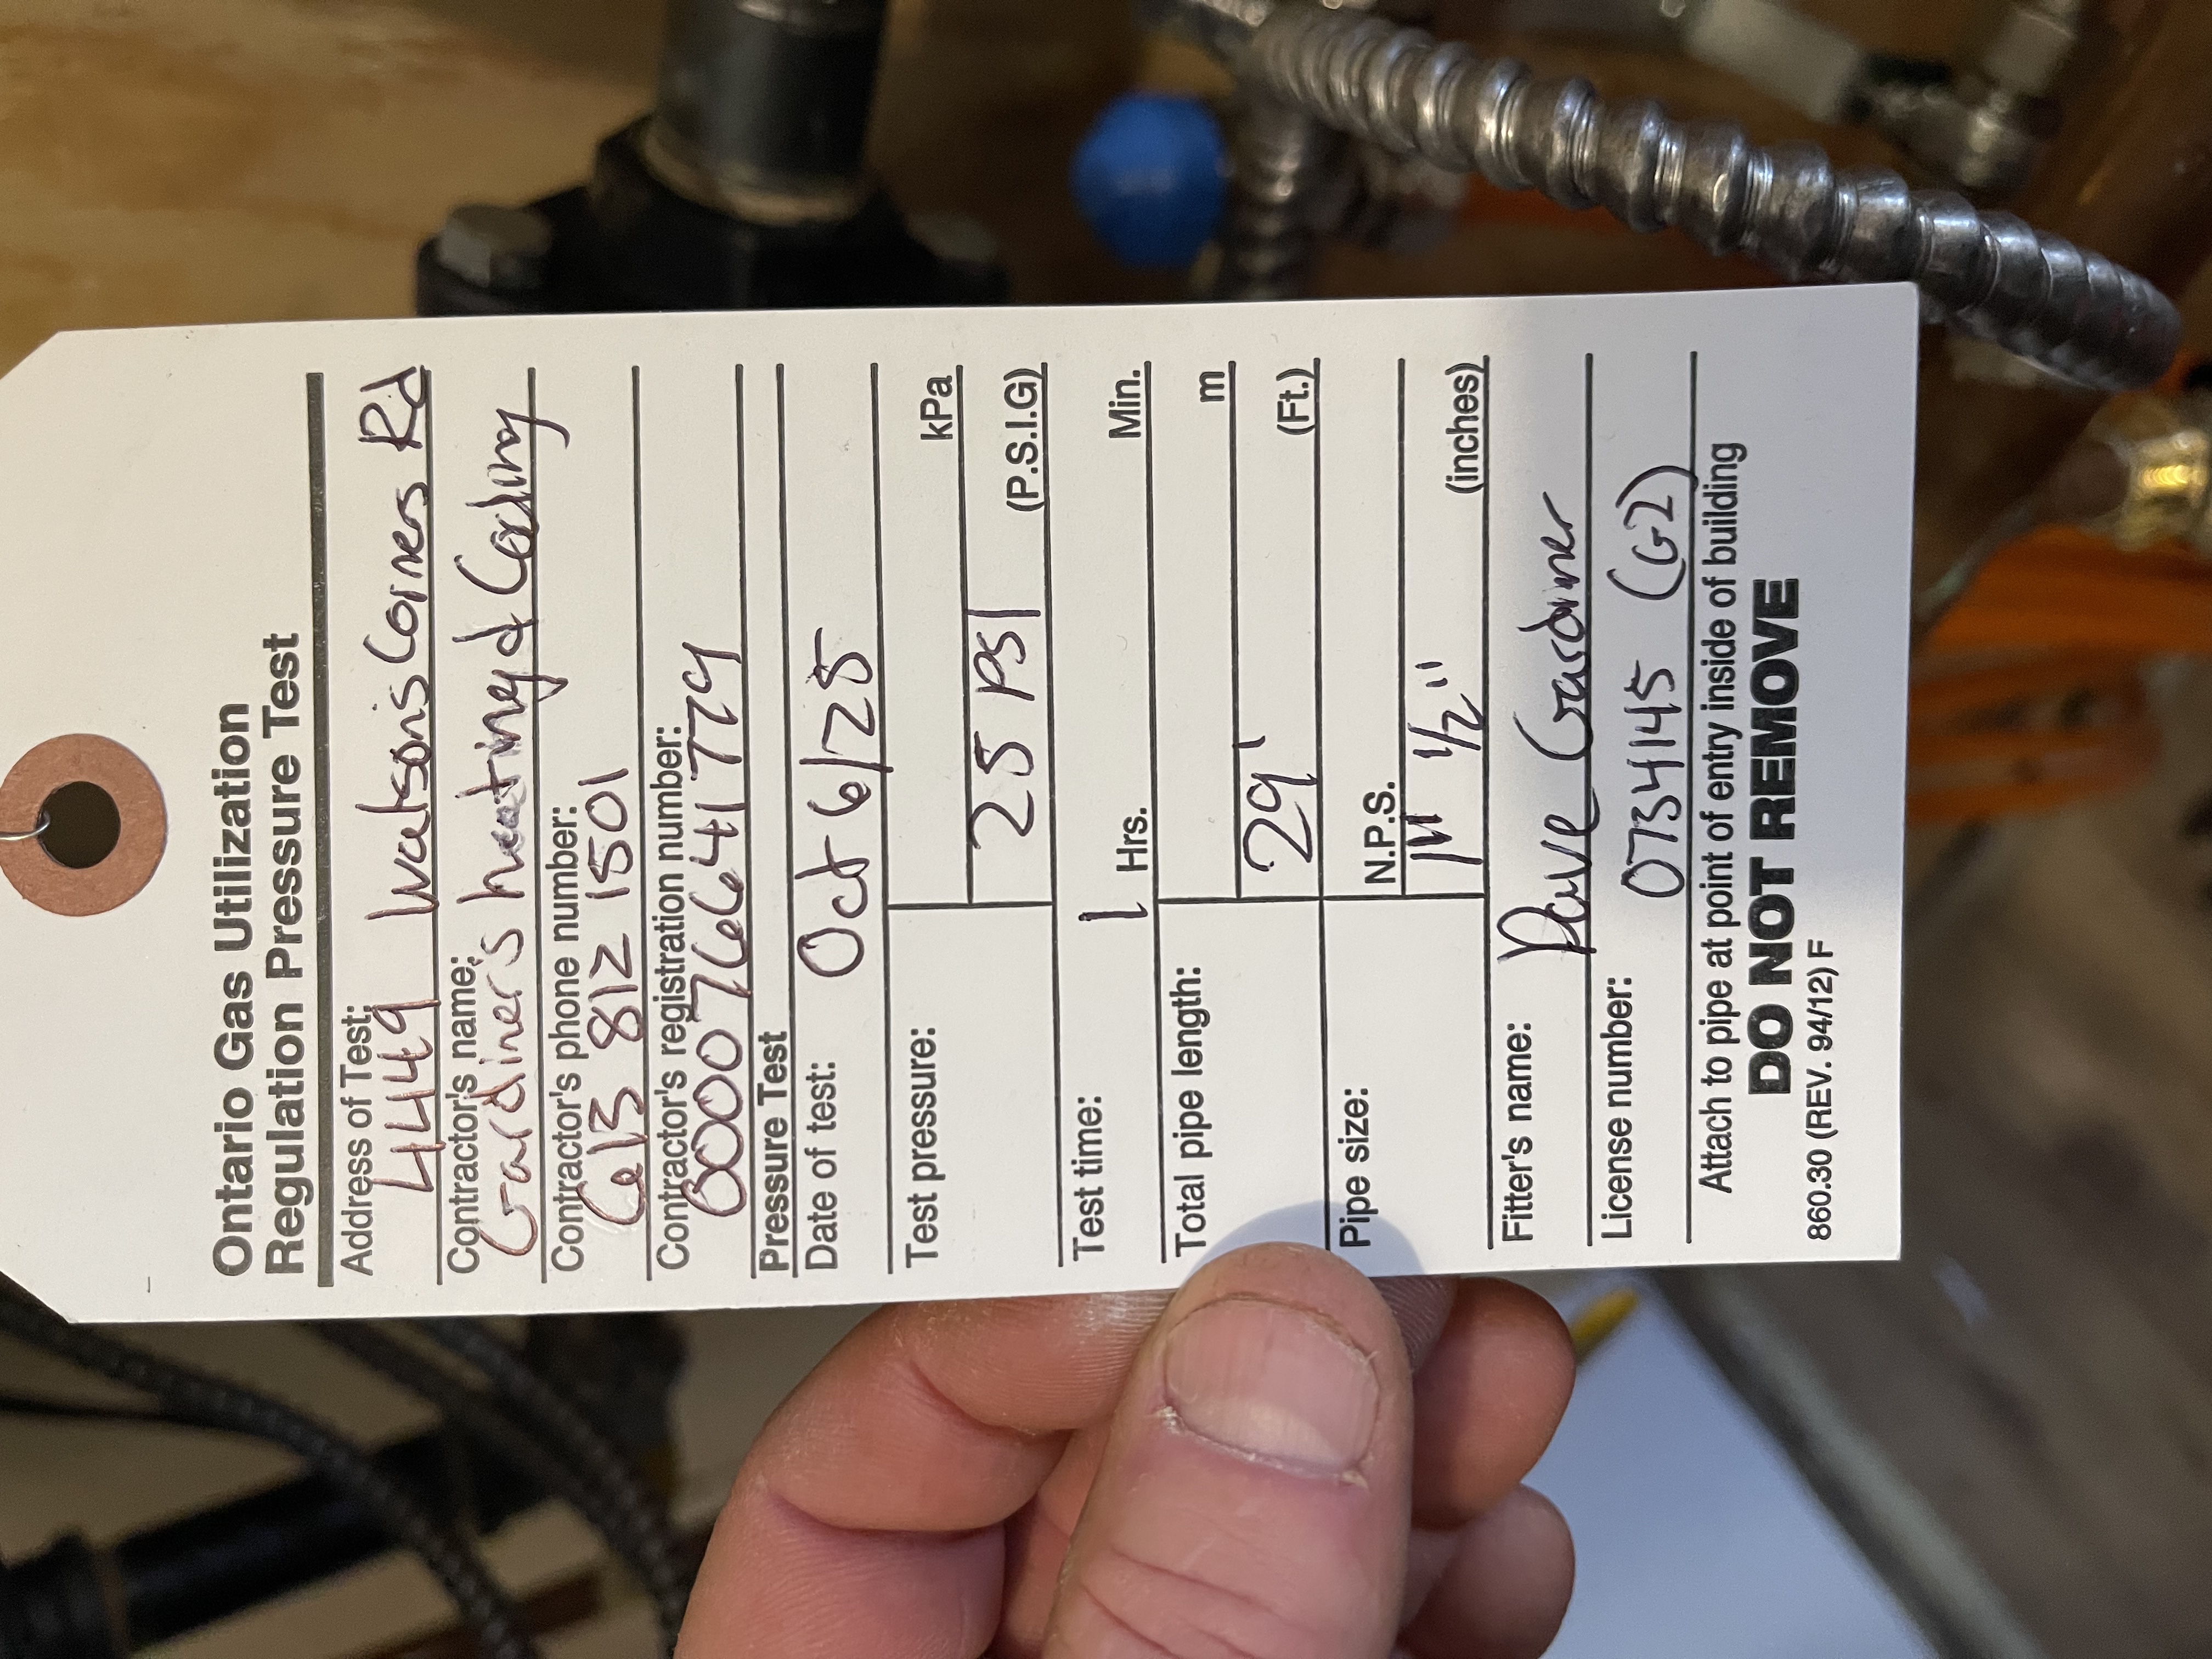 Ontario Gas Utilization
Regulation Pressure Test
Address of Test:
4449 Watsons Corners Rd
Contractor's name:
Gardiner's heating & Cooling
Contractor's phone number:
613 812 1501
Contractor's registration number:
0000766641779
Pressure Test
Date of test: Oct 6/25
Test pressure: kPa
25 PSI (P.S.I.G)
Test time: 1 Hrs. Min.
Total pipe length: m
29' (Ft.)
Pipe size: N.P.S.
1" 1/2" (inches)
Fitter's name: Dave Gardiner
License number: 0734145 (G2)
Attach to pipe at point of entry inside of building
DO NOT REMOVE
860.30 (REV. 94/12) F